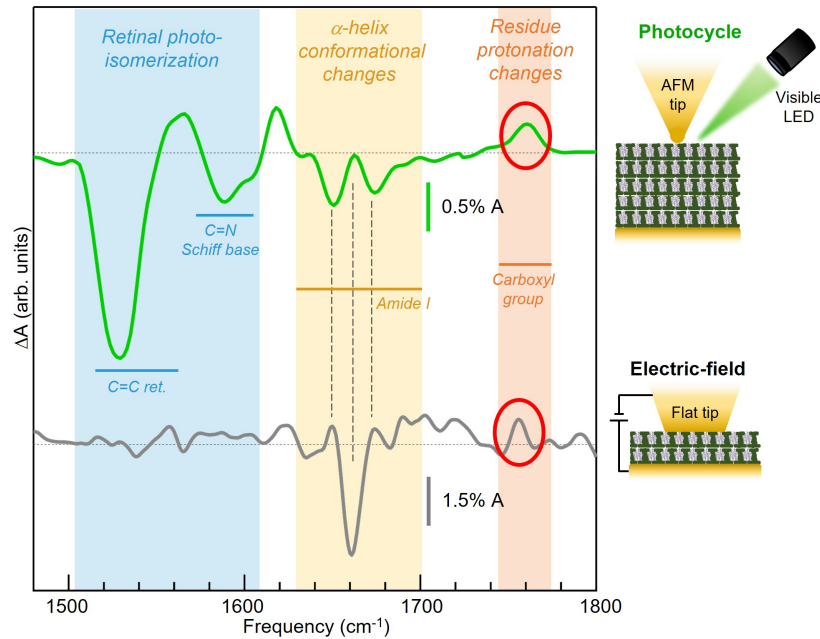 Retinal photo-
isomerization
α-helix
conformational
changes
Residue
protonation
changes
Photocycle
AFM
tip
Visible
LED
0.5% A
C=N
Schiff base
Amide I
Carboxyl
group
C=C ret.
ΔA (arb. units)
Electric-field
Flat tip
1.5% A
1500
1600
1700
1800
Frequency (cm⁻¹)